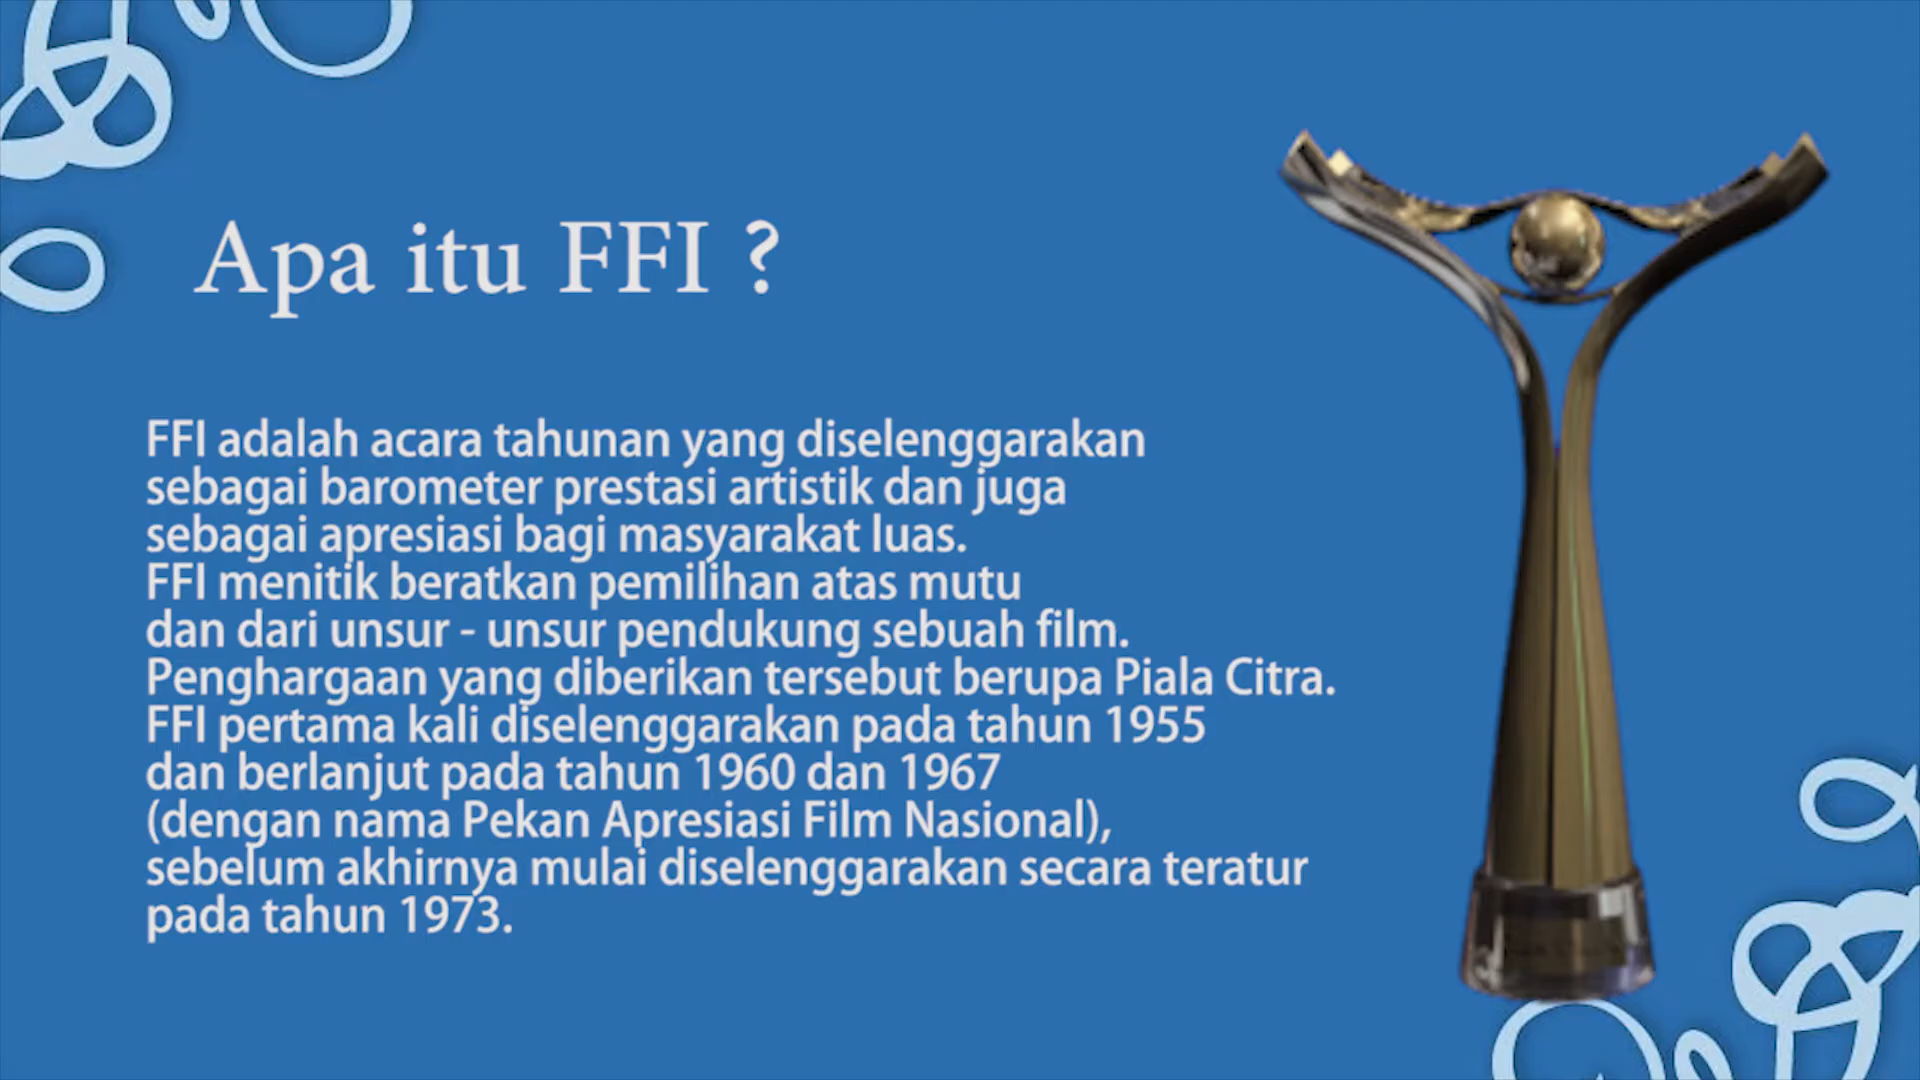 Apa itu FFI ?
FFI adalah acara tahunan yang diselenggarakan
sebagai barometer prestasi artistik dan juga
sebagai apresiasi bagi masyarakat luas.
FFI menitik beratkan pemilihan atas mutu
dan dari unsur - unsur pendukung sebuah film.
Penghargaan yang diberikan tersebut berupa Piala Citra.
FFI pertama kali diselenggarakan pada tahun 1955
dan berlanjut pada tahun 1960 dan 1967
(dengan nama Pekan Apresiasi Film Nasional),
sebelum akhirnya mulai diselenggarakan secara teratur
pada tahun 1973.